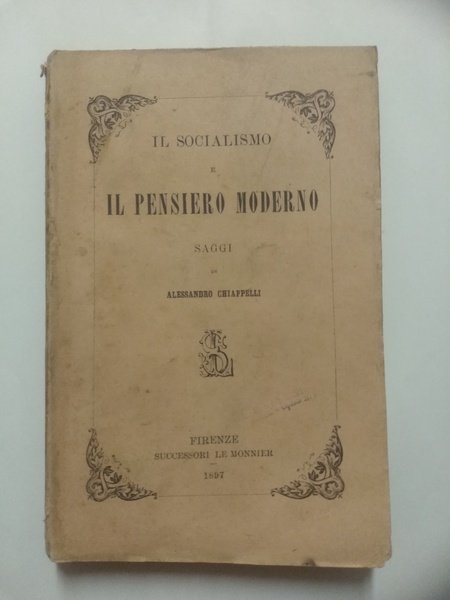 IL SOCIALISMO
E
IL PENSIERO MODERNO
SAGGI
DI
ALESSANDRO CHIAPPELLI
FIRENZE
SUCCESSORI LE MONNIER
1897